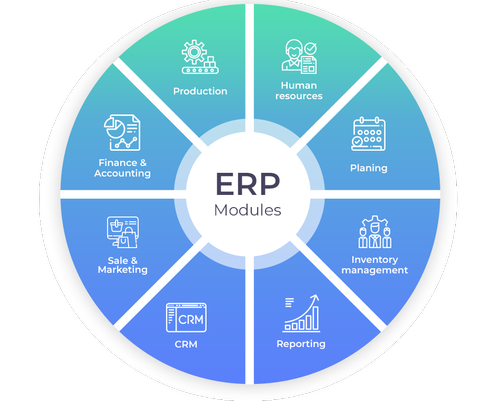 Production
Human
resources
Finance &
Accounting
Planing
ERP
Modules
Sale &
Marketing
Inventory
management
CRM
CRM
Reporting